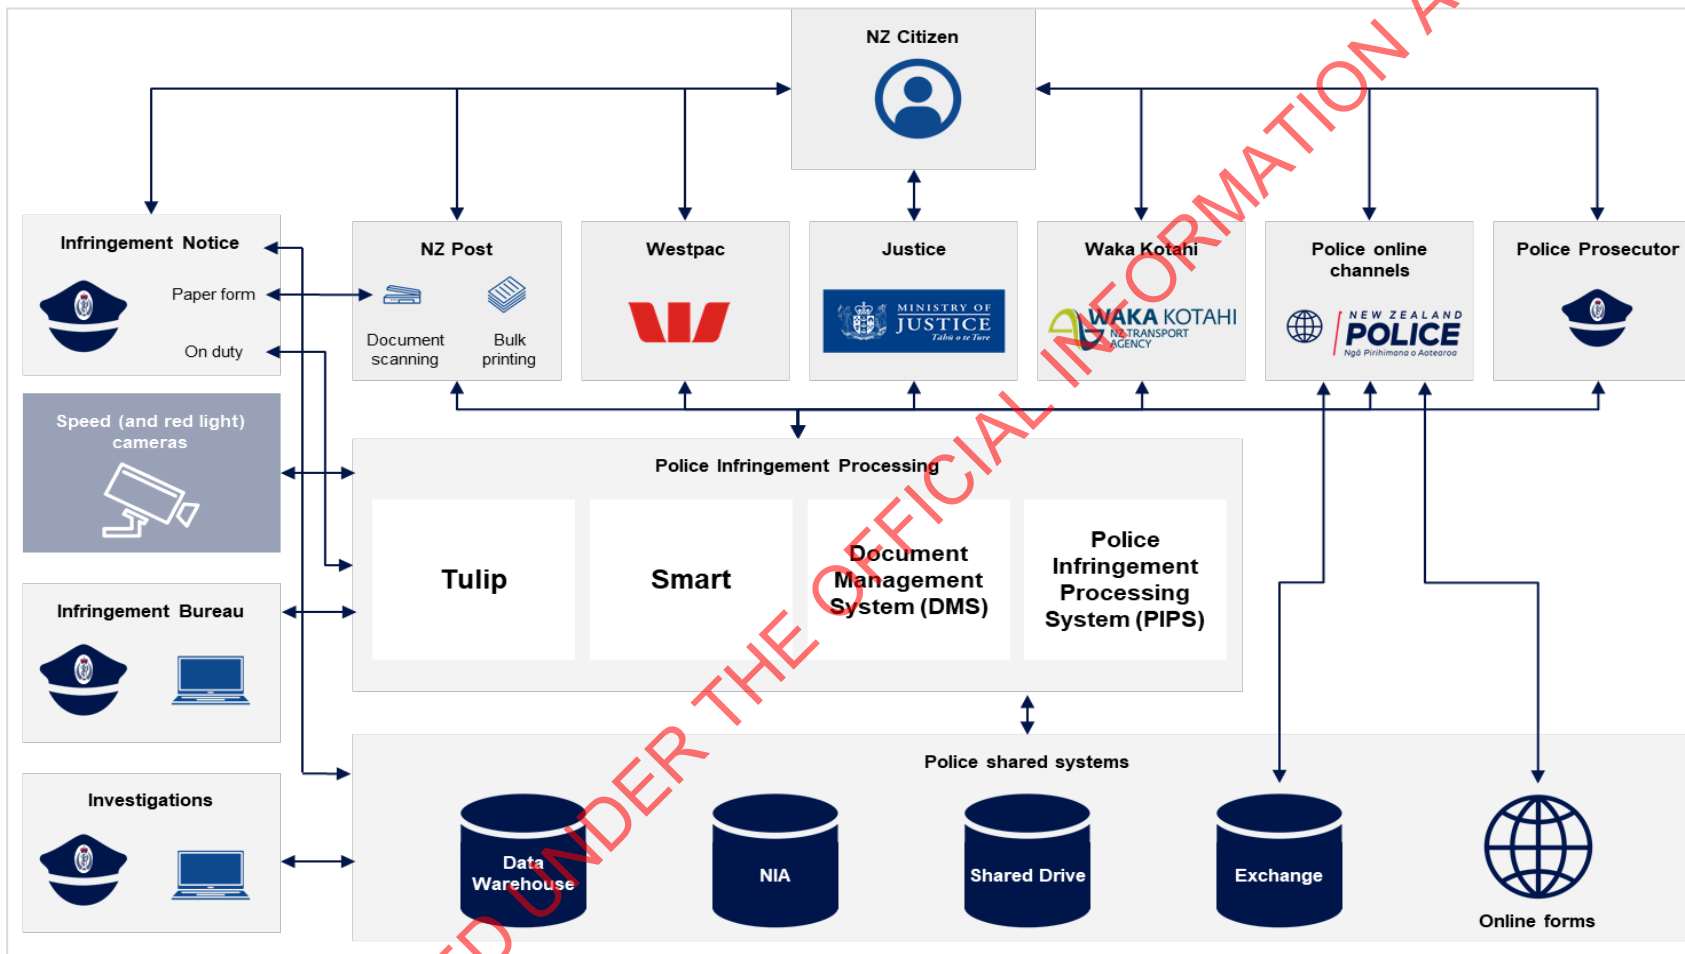 NZ Citizen
Infringement Notice
Paper form
On duty
NZ Post
Document
scanning
Bulk
printing
Westpac
Justice
MINISTRY OF
JUSTICE
Tāhū o te Ture
Waka Kotahi
WAKA KOTAHI
NZ TRANSPORT
AGENCY
Police online
channels
NEW ZEALAND
POLICE
Ngā Pirihimana o Aotearoa
Police Prosecutor
Speed (and red light)
cameras
Police Infringement Processing
Tulip
Smart
Document
Management
System (DMS)
Police
Infringement
Processing
System (PIPS)
Infringement Bureau
Investigations
Police shared systems
Data
Warehouse
NIA
Shared Drive
Exchange
Online forms
ED UNDER THE OFFICIAL INFORMATION A